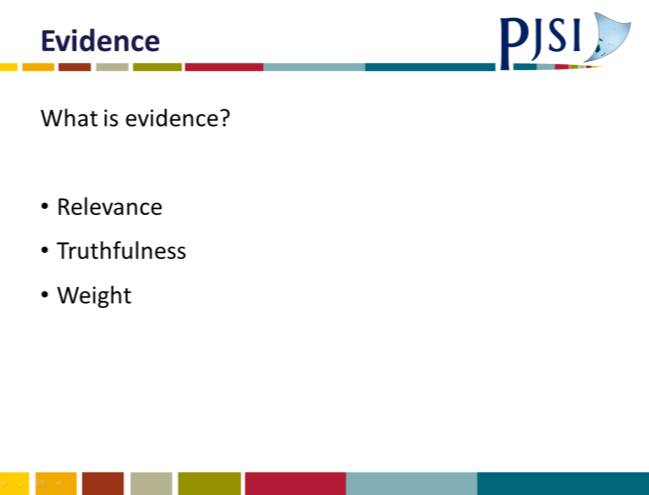 Evidence
PJSI
What is evidence?
• Relevance
• Truthfulness
• Weight